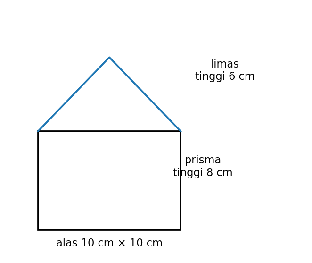 limas
tinggi 6 cm
prisma
tinggi 8 cm
alas 10 cm × 10 cm